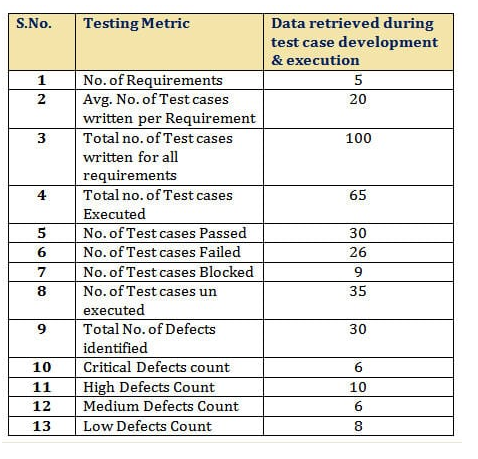 S.No. Testing Metric Data retrieved during
test case development
& execution
1 No. of Requirements 5
2 Avg. No. of Test cases 20
written per Requirement
3 Total no. of Test cases 100
written for all
requirements
4 Total no. of Test cases 65
Executed
5 No. of Test cases Passed 30
6 No. of Test cases Failed 26
7 No. of Test cases Blocked 9
8 No. of Test cases un 35
executed
9 Total No. of Defects 30
identified
10 Critical Defects count 6
11 High Defects Count 10
12 Medium Defects Count 6
13 Low Defects Count 8